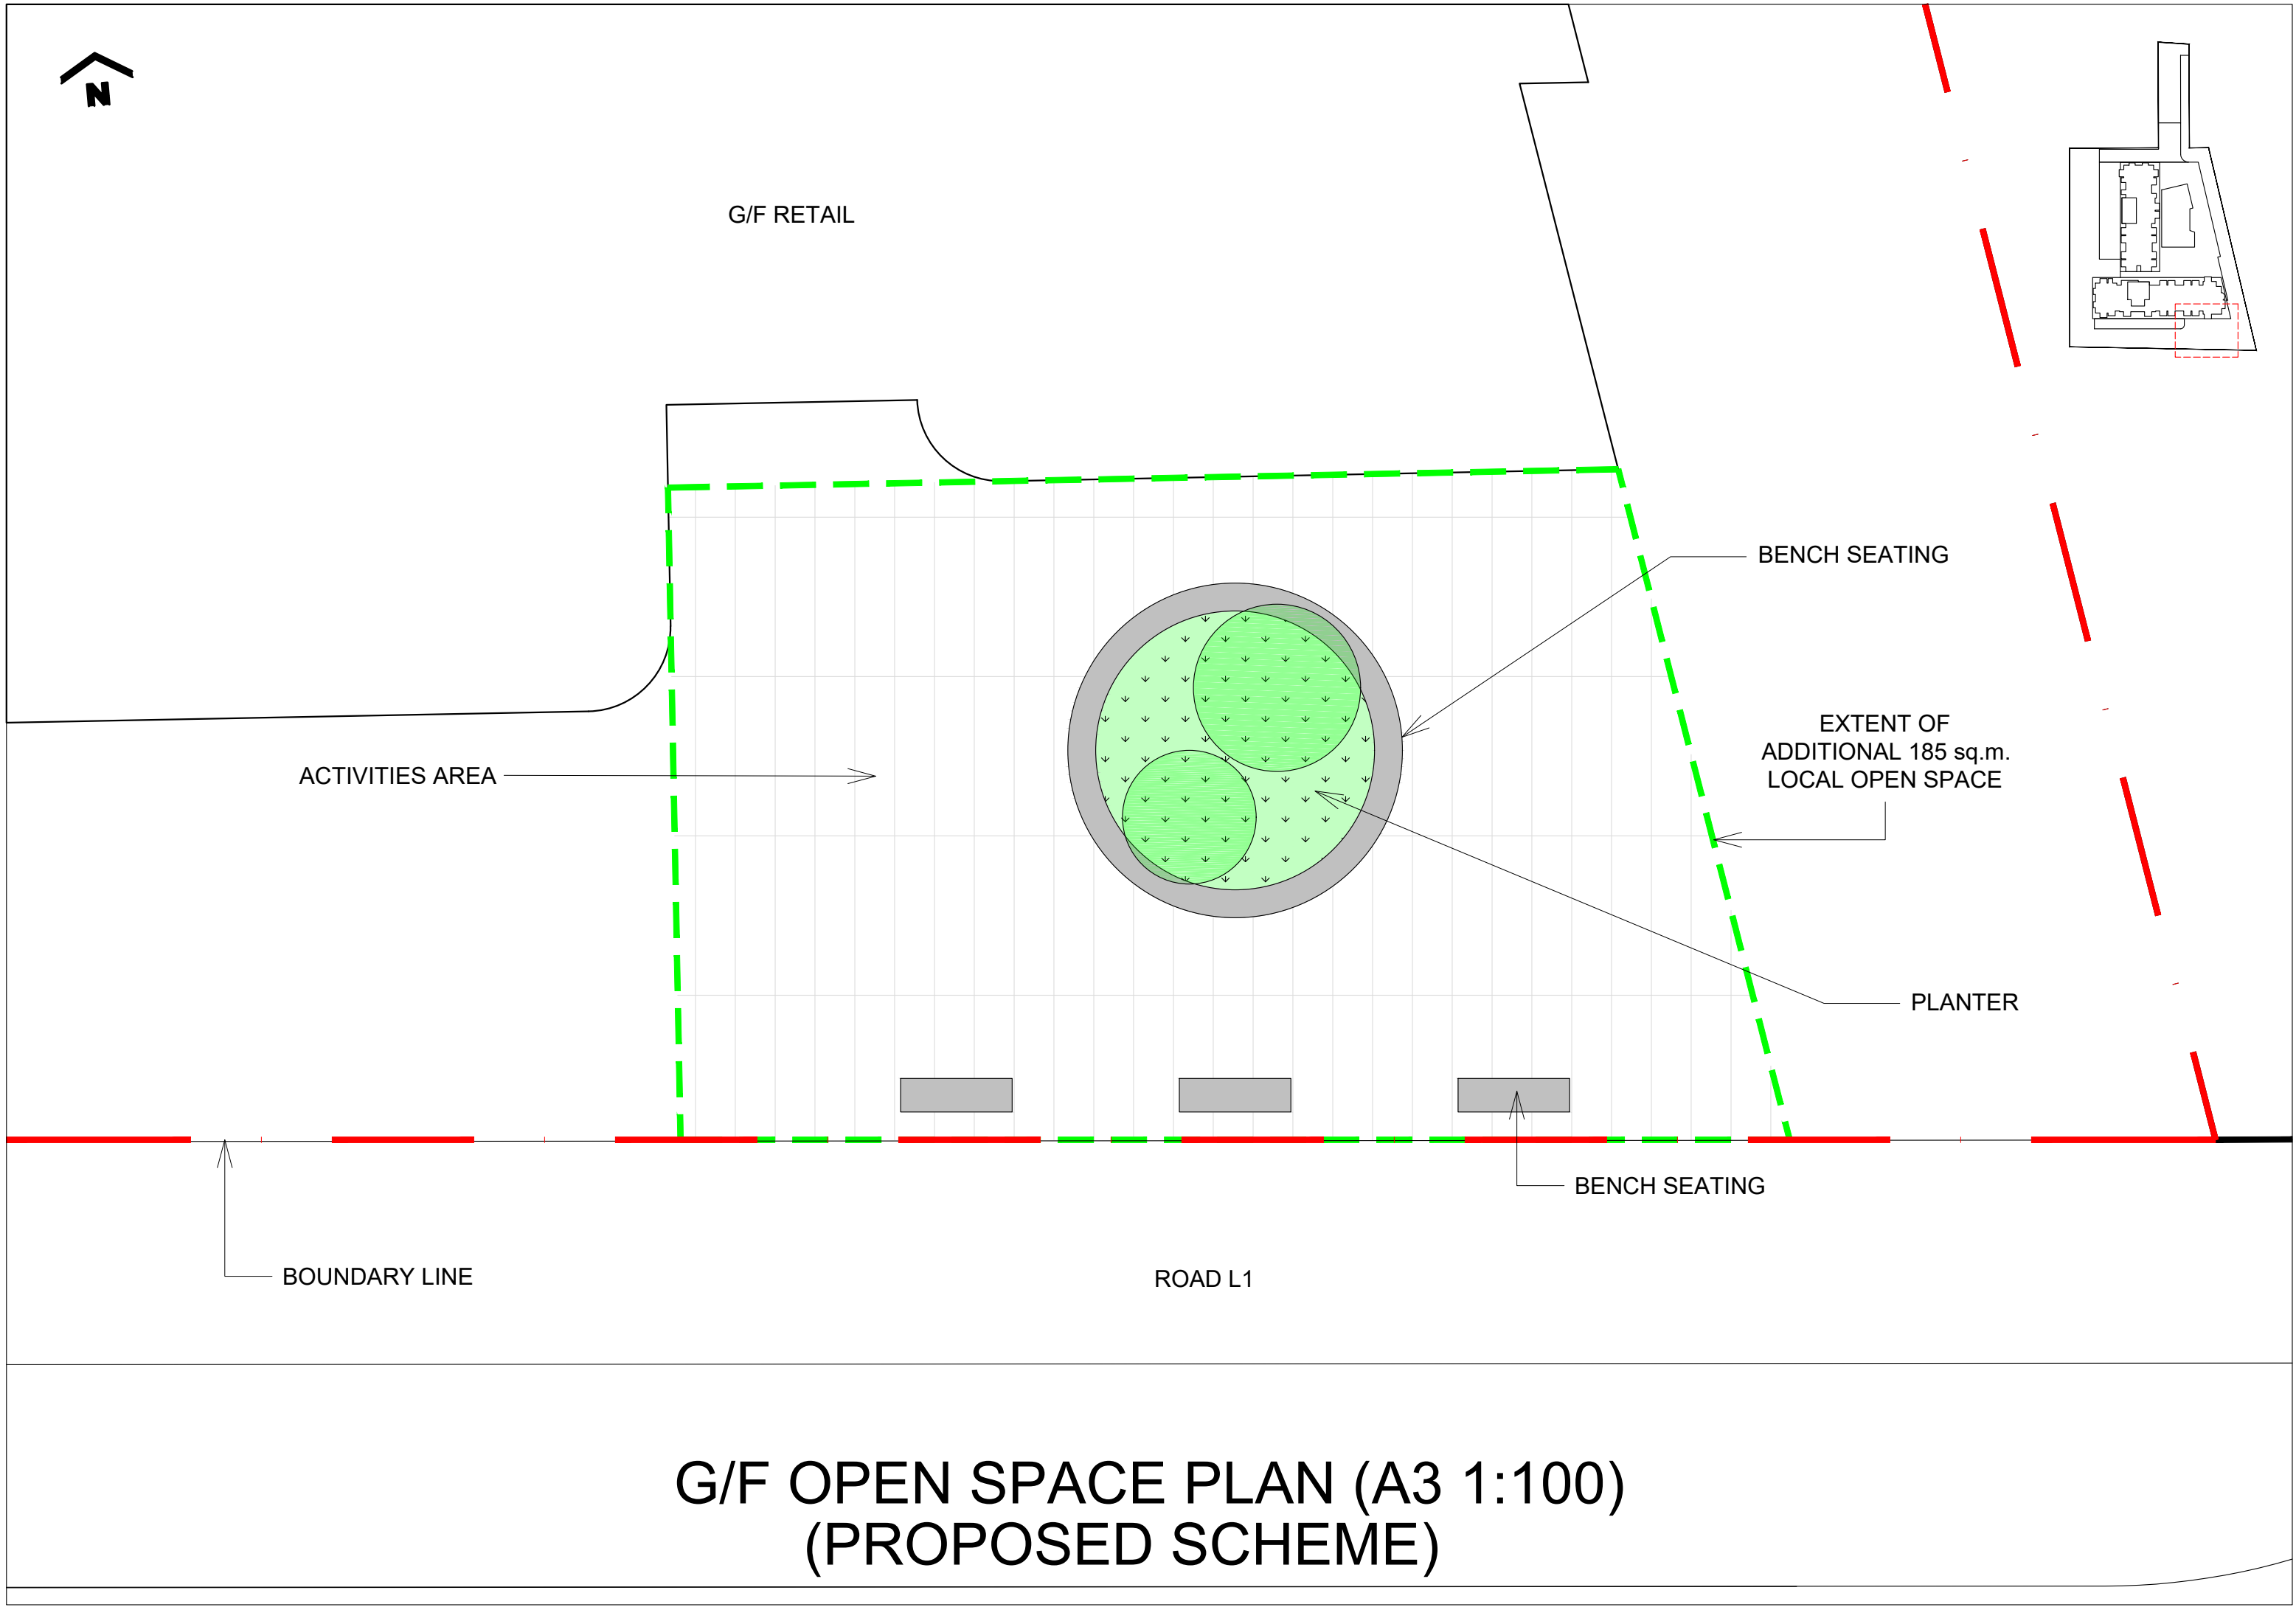 N
G/F RETAIL
BENCH SEATING
EXTENT OF
ADDITIONAL 185 sq.m.
LOCAL OPEN SPACE
ACTIVITIES AREA
PLANTER
BENCH SEATING
BOUNDARY LINE
ROAD L1
G/F OPEN SPACE PLAN (A3 1:100)
(PROPOSED SCHEME)